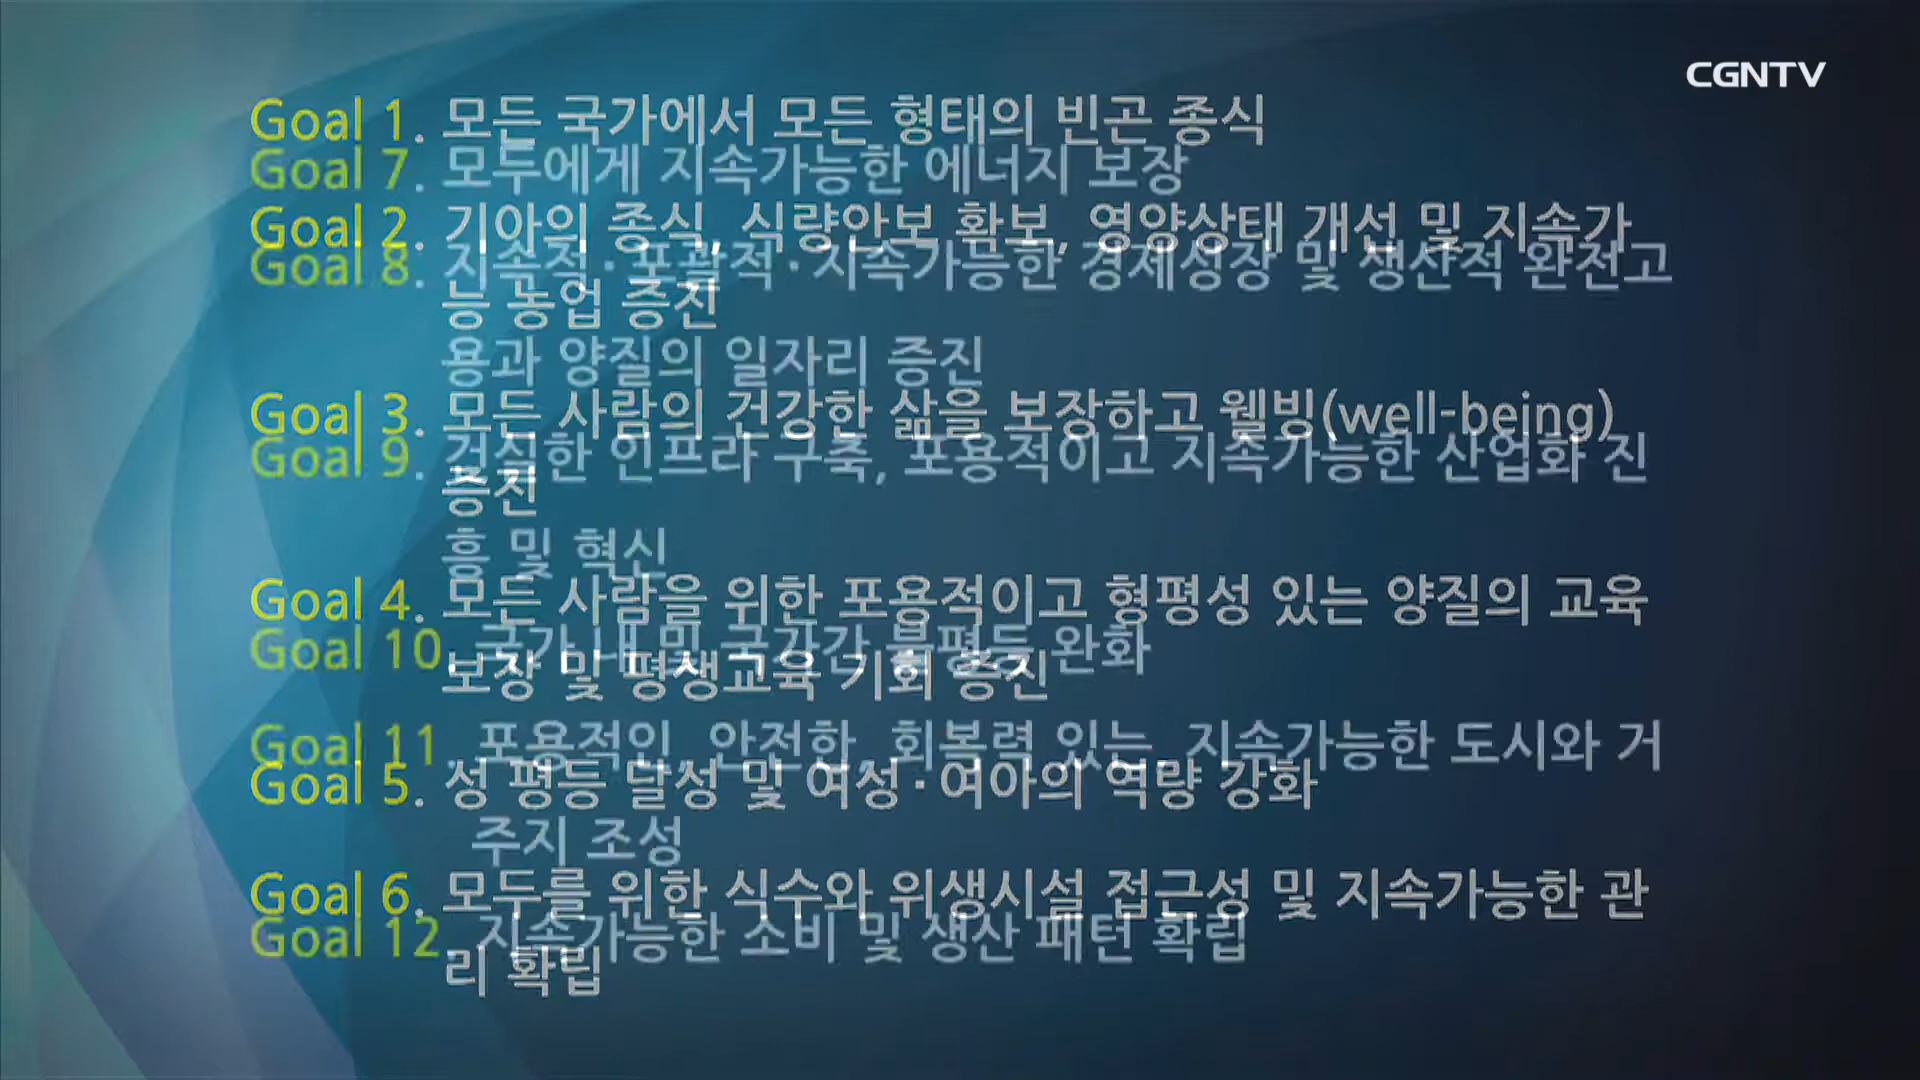 CGNTV
Goal 1. 모든 국가에서 모든 형태의 빈곤 종식
Goal 2. 기아의 종식, 식량안보 확보, 영양상태 개선 및 지속가
능 농업 증진
Goal 3. 모든 사람의 건강한 삶을 보장하고 웰빙(well-being)
증진
Goal 4. 모든 사람을 위한 포용적이고 형평성 있는 양질의 교육
보장 및 평생교육 기회 증진
Goal 5. 성 평등 달성 및 여성·여아의 역량 강화
Goal 6. 모두를 위한 식수와 위생시설 접근성 및 지속가능한 관
리 확립
Goal 7. 모두에게 지속가능한 에너지 보장
Goal 8. 지속적·포괄적·지속가능한 경제성장 및 생산적 완전고
용과 양질의 일자리 증진
Goal 9. 건실한 인프라 구축, 포용적이고 지속가능한 산업화 진
흥 및 혁신
Goal 10. 국가 내 및 국가간 불평등 완화
Goal 11. 포용적인, 안전한, 회복력 있는, 지속가능한 도시와 거
주지 조성
Goal 12. 지속가능한 소비 및 생산 패턴 확립